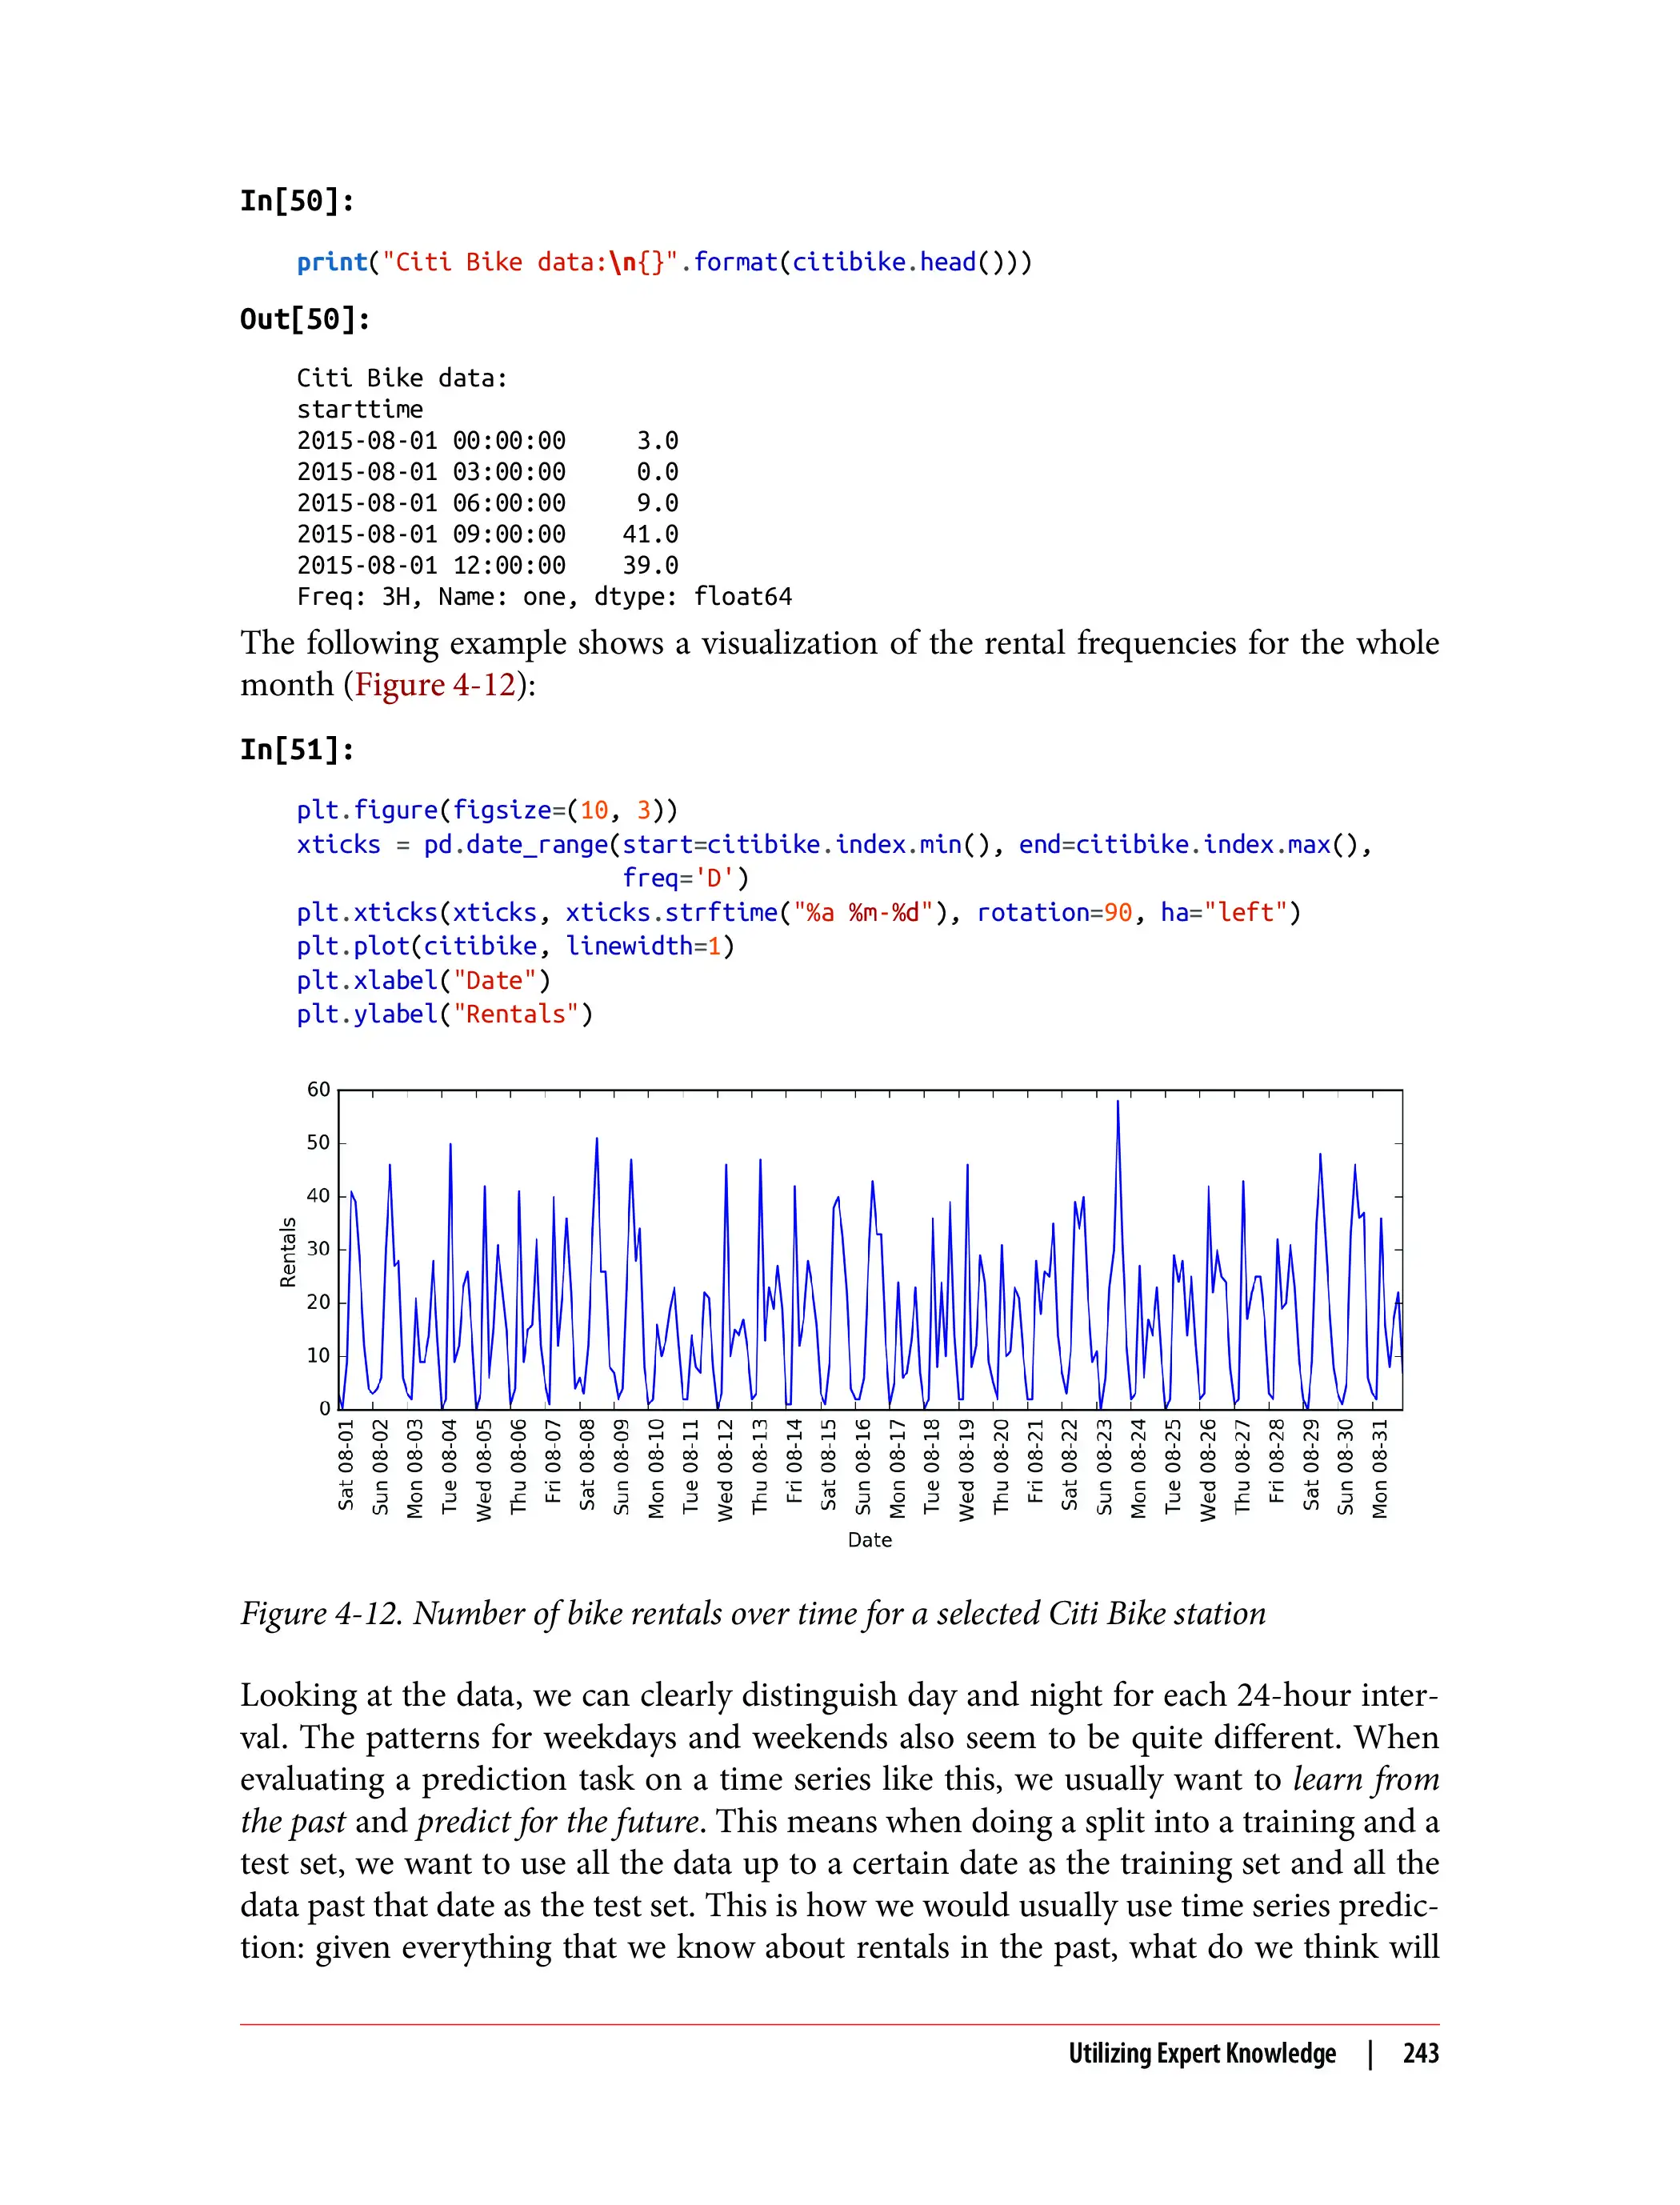 In[50]:
print("Citi Bike data:\n{}".format(citibike.head()))
Out[50]:
Citi Bike data:
starttime
2015-08-01 00:00:00     3.0
2015-08-01 03:00:00     0.0
2015-08-01 06:00:00     9.0
2015-08-01 09:00:00    41.0
2015-08-01 12:00:00    39.0
Freq: 3H, Name: one, dtype: float64
The following example shows a visualization of the rental frequencies for the whole
month (Figure 4-12):
In[51]:
plt.figure(figsize=(10, 3))
xticks = pd.date_range(start=citibike.index.min(), end=citibike.index.max(),
                       freq='D')
plt.xticks(xticks, xticks.strftime("%a %m-%d"), rotation=90, ha="left")
plt.plot(citibike, linewidth=1)
plt.xlabel("Date")
plt.ylabel("Rentals")
60
50
40
30
20
10
0
Rentals
Sat 08-01
Sun 08-02
Mon 08-03
Tue 08-04
Wed 08-05
Thu 08-06
Fri 08-07
Sat 08-08
Sun 08-09
Mon 08-10
Tue 08-11
Wed 08-12
Thu 08-13
Fri 08-14
Sat 08-15
Sun 08-16
Mon 08-17
Tue 08-18
Wed 08-19
Thu 08-20
Fri 08-21
Sat 08-22
Sun 08-23
Mon 08-24
Tue 08-25
Wed 08-26
Thu 08-27
Fri 08-28
Sat 08-29
Sun 08-30
Mon 08-31
Date
Figure 4-12. Number of bike rentals over time for a selected Citi Bike station
Looking at the data, we can clearly distinguish day and night for each 24-hour inter-
val. The patterns for weekdays and weekends also seem to be quite different. When
evaluating a prediction task on a time series like this, we usually want to learn from
the past and predict for the future. This means when doing a split into a training and a
test set, we want to use all the data up to a certain date as the training set and all the
data past that date as the test set. This is how we would usually use time series predic-
tion: given everything that we know about rentals in the past, what do we think will
Utilizing Expert Knowledge | 243